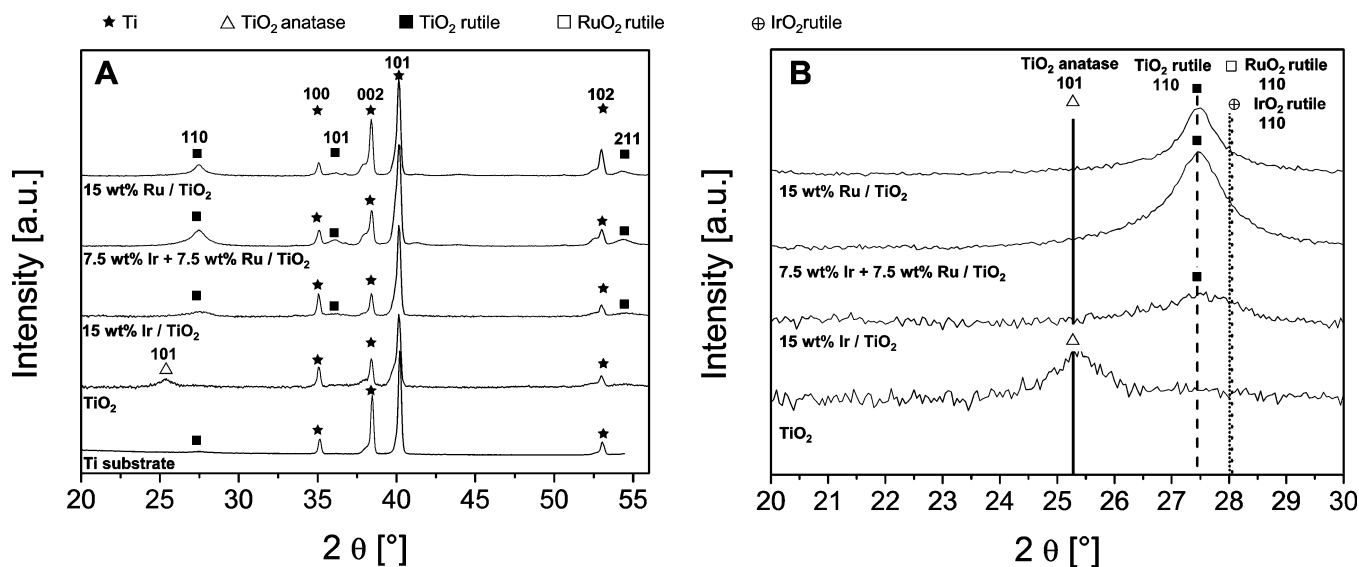 Ti TiO2 anatase TiO2 rutile RuO2 rutile IrO2rutile
A
100
002
101
102
110
101
211
15 wt% Ru / TiO2
7.5 wt% Ir + 7.5 wt% Ru / TiO2
15 wt% Ir / TiO2
101
TiO2
Ti substrate
Intensity [a.u.]
20 25 30 35 40 45 50 55
2 θ [°]
B
TiO2 anatase
101
TiO2 rutile
110
RuO2 rutile
110
IrO2 rutile
110
15 wt% Ru / TiO2
7.5 wt% Ir + 7.5 wt% Ru / TiO2
15 wt% Ir / TiO2
TiO2
Intensity [a.u.]
20 21 22 23 24 25 26 27 28 29 30
2 θ [°]